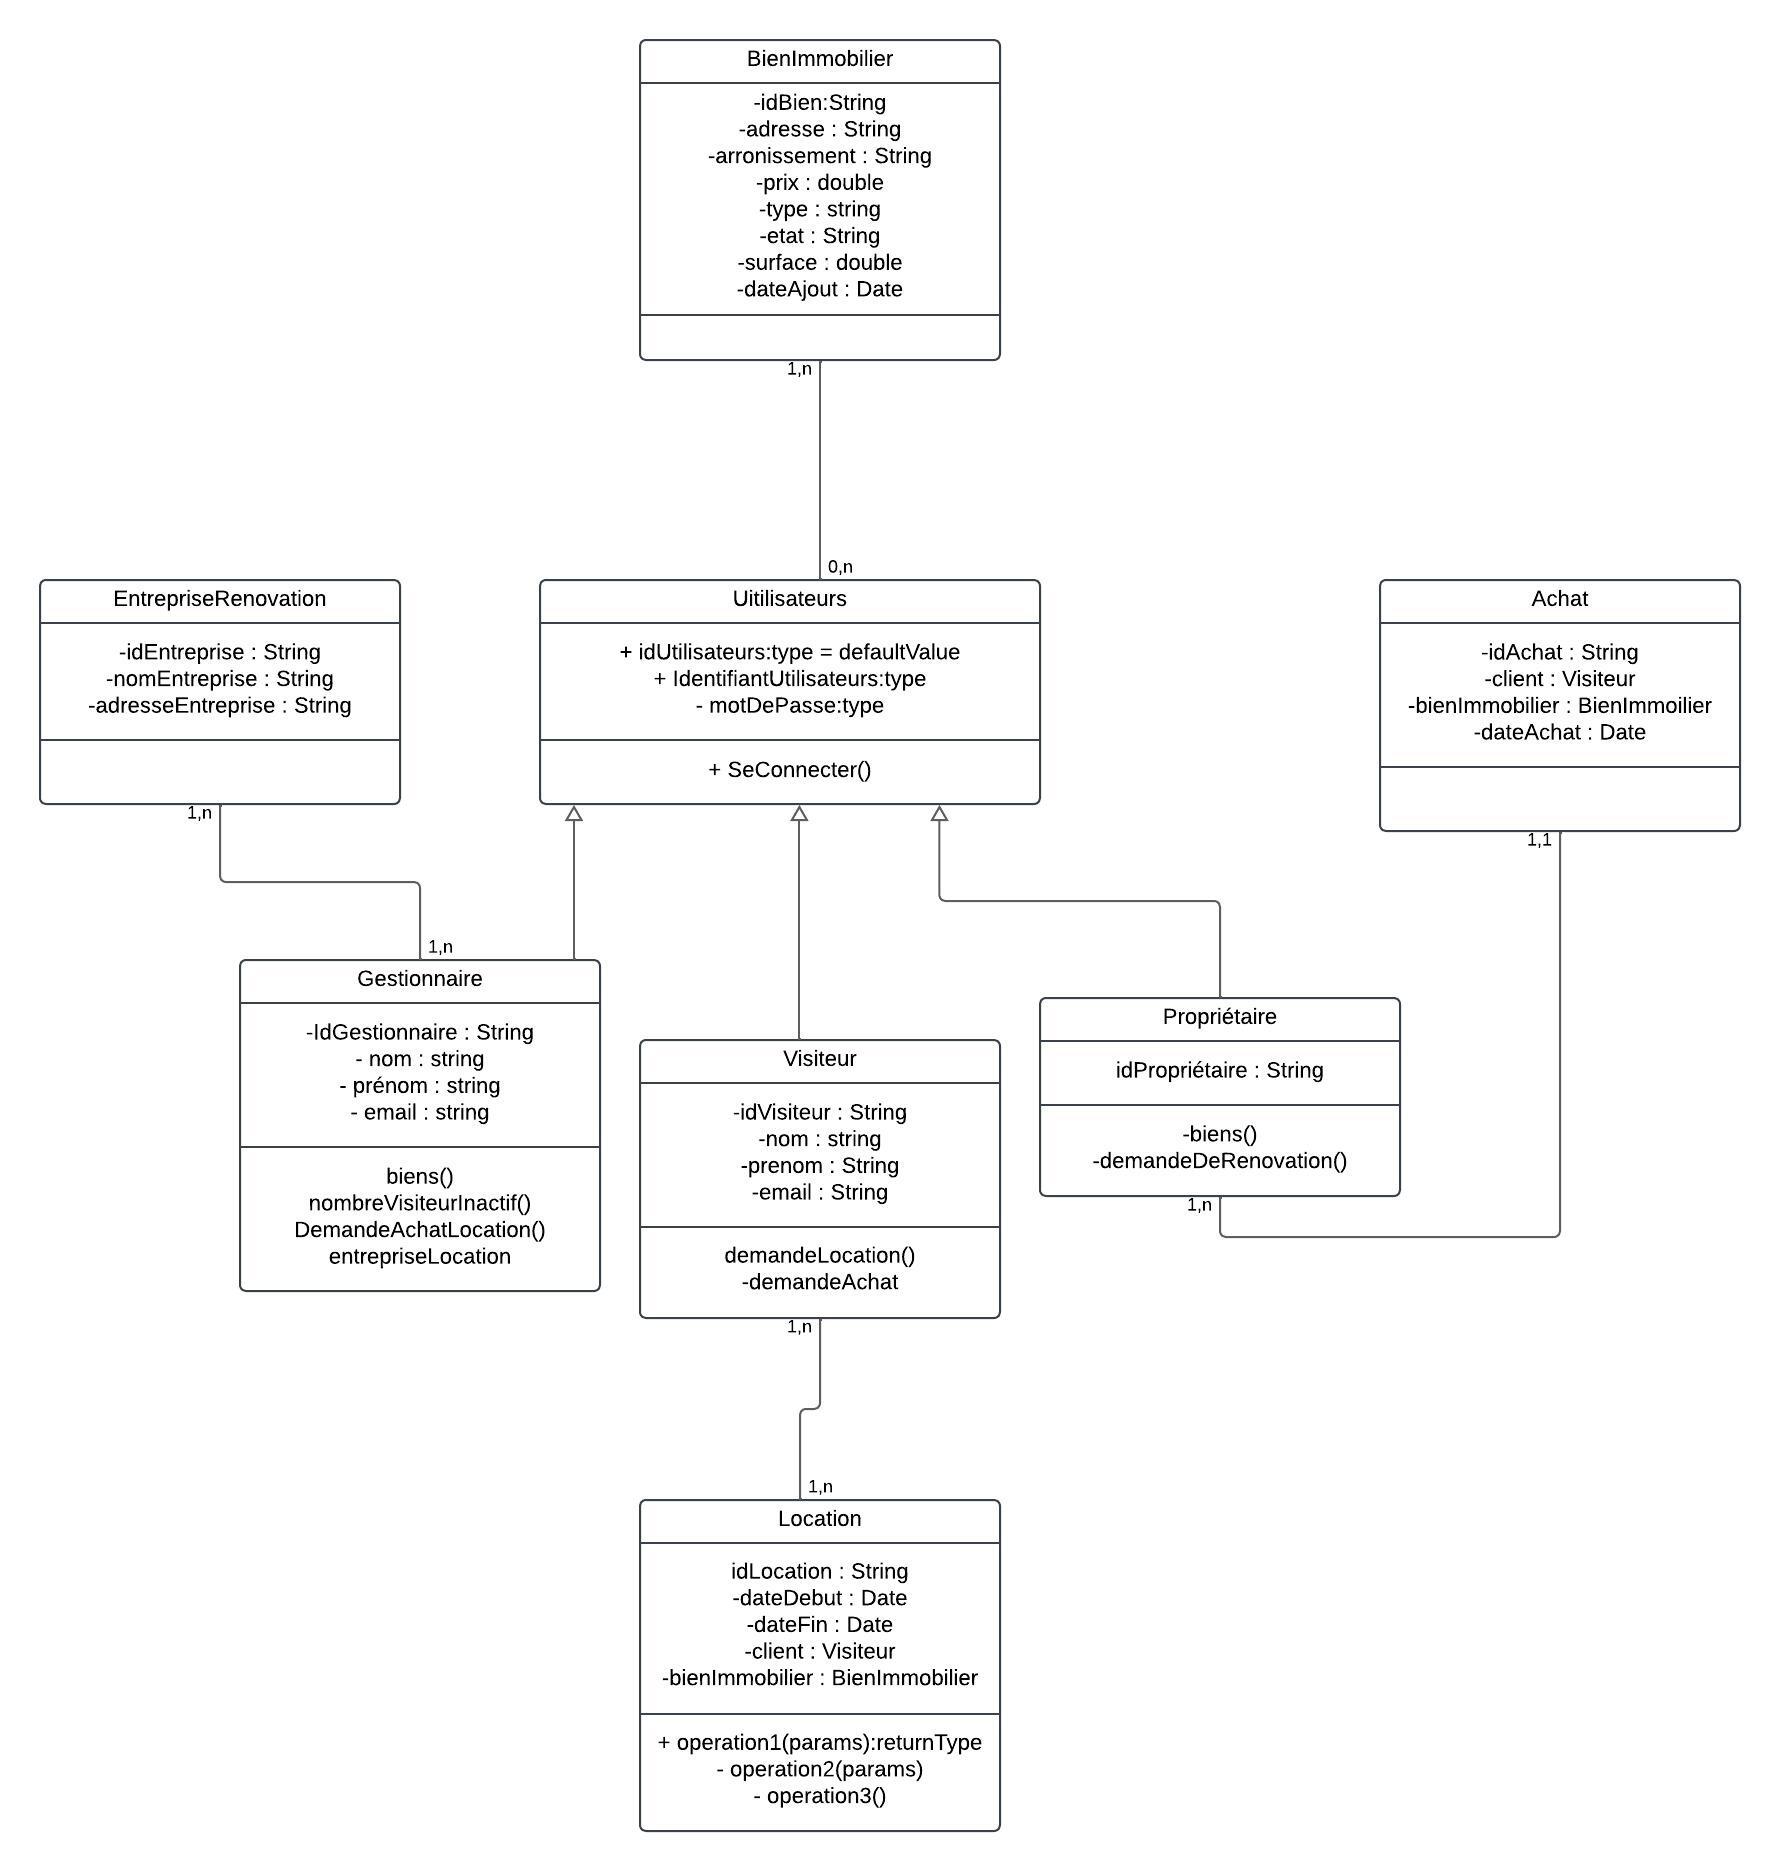 BienImmobilier
-idBien:String
-adresse : String
-arronissement : String
-prix : double
-type : string
-etat : String
-surface : double
-dateAjout : Date
1,n
0,n
EntrepriseRenovation
-idEntreprise : String
-nomEntreprise : String
-adresseEntreprise : String
1,n
Uitilisateurs
+ idUtilisateurs:type = defaultValue
+ IdentifiantUtilisateurs:type
- motDePasse:type
+ SeConnecter()
Achat
-idAchat : String
-client : Visiteur
-bienImmobilier : BienImmoilier
-dateAchat : Date
1,1
1,n
Gestionnaire
-IdGestionnaire : String
- nom : string
- prénom : string
- email : string
biens()
nombreVisiteurInactif()
DemandeAchatLocation()
entrepriseLocation
Visiteur
-idVisiteur : String
-nom : string
-prenom : String
-email : String
demandeLocation()
-demandeAchat
1,n
Propriétaire
idPropriétaire : String
-biens()
-demandeDeRenovation()
1,n
1,n
Location
idLocation : String
-dateDebut : Date
-dateFin : Date
-client : Visiteur
-bienImmobilier : BienImmobilier
+ operation1(params):returnType
- operation2(params)
- operation3()